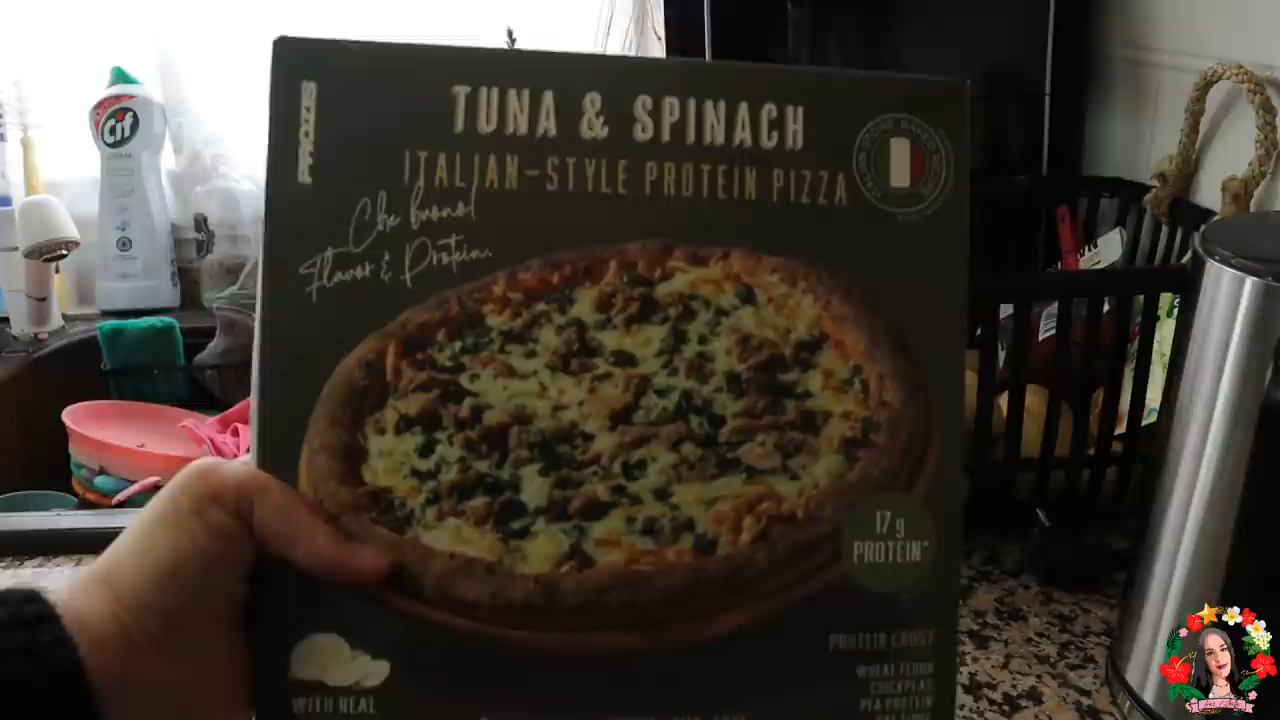 Cif
PROZIS
TUNA & SPINACH
ITALIAN-STYLE PROTEIN PIZZA
Che buono!
Flavor & Protein.
17 g
PROTEIN*
PROTEIN CRUST
WHEAT FLOUR
CHICKPEAS
PEA PROTEIN
WITH REAL